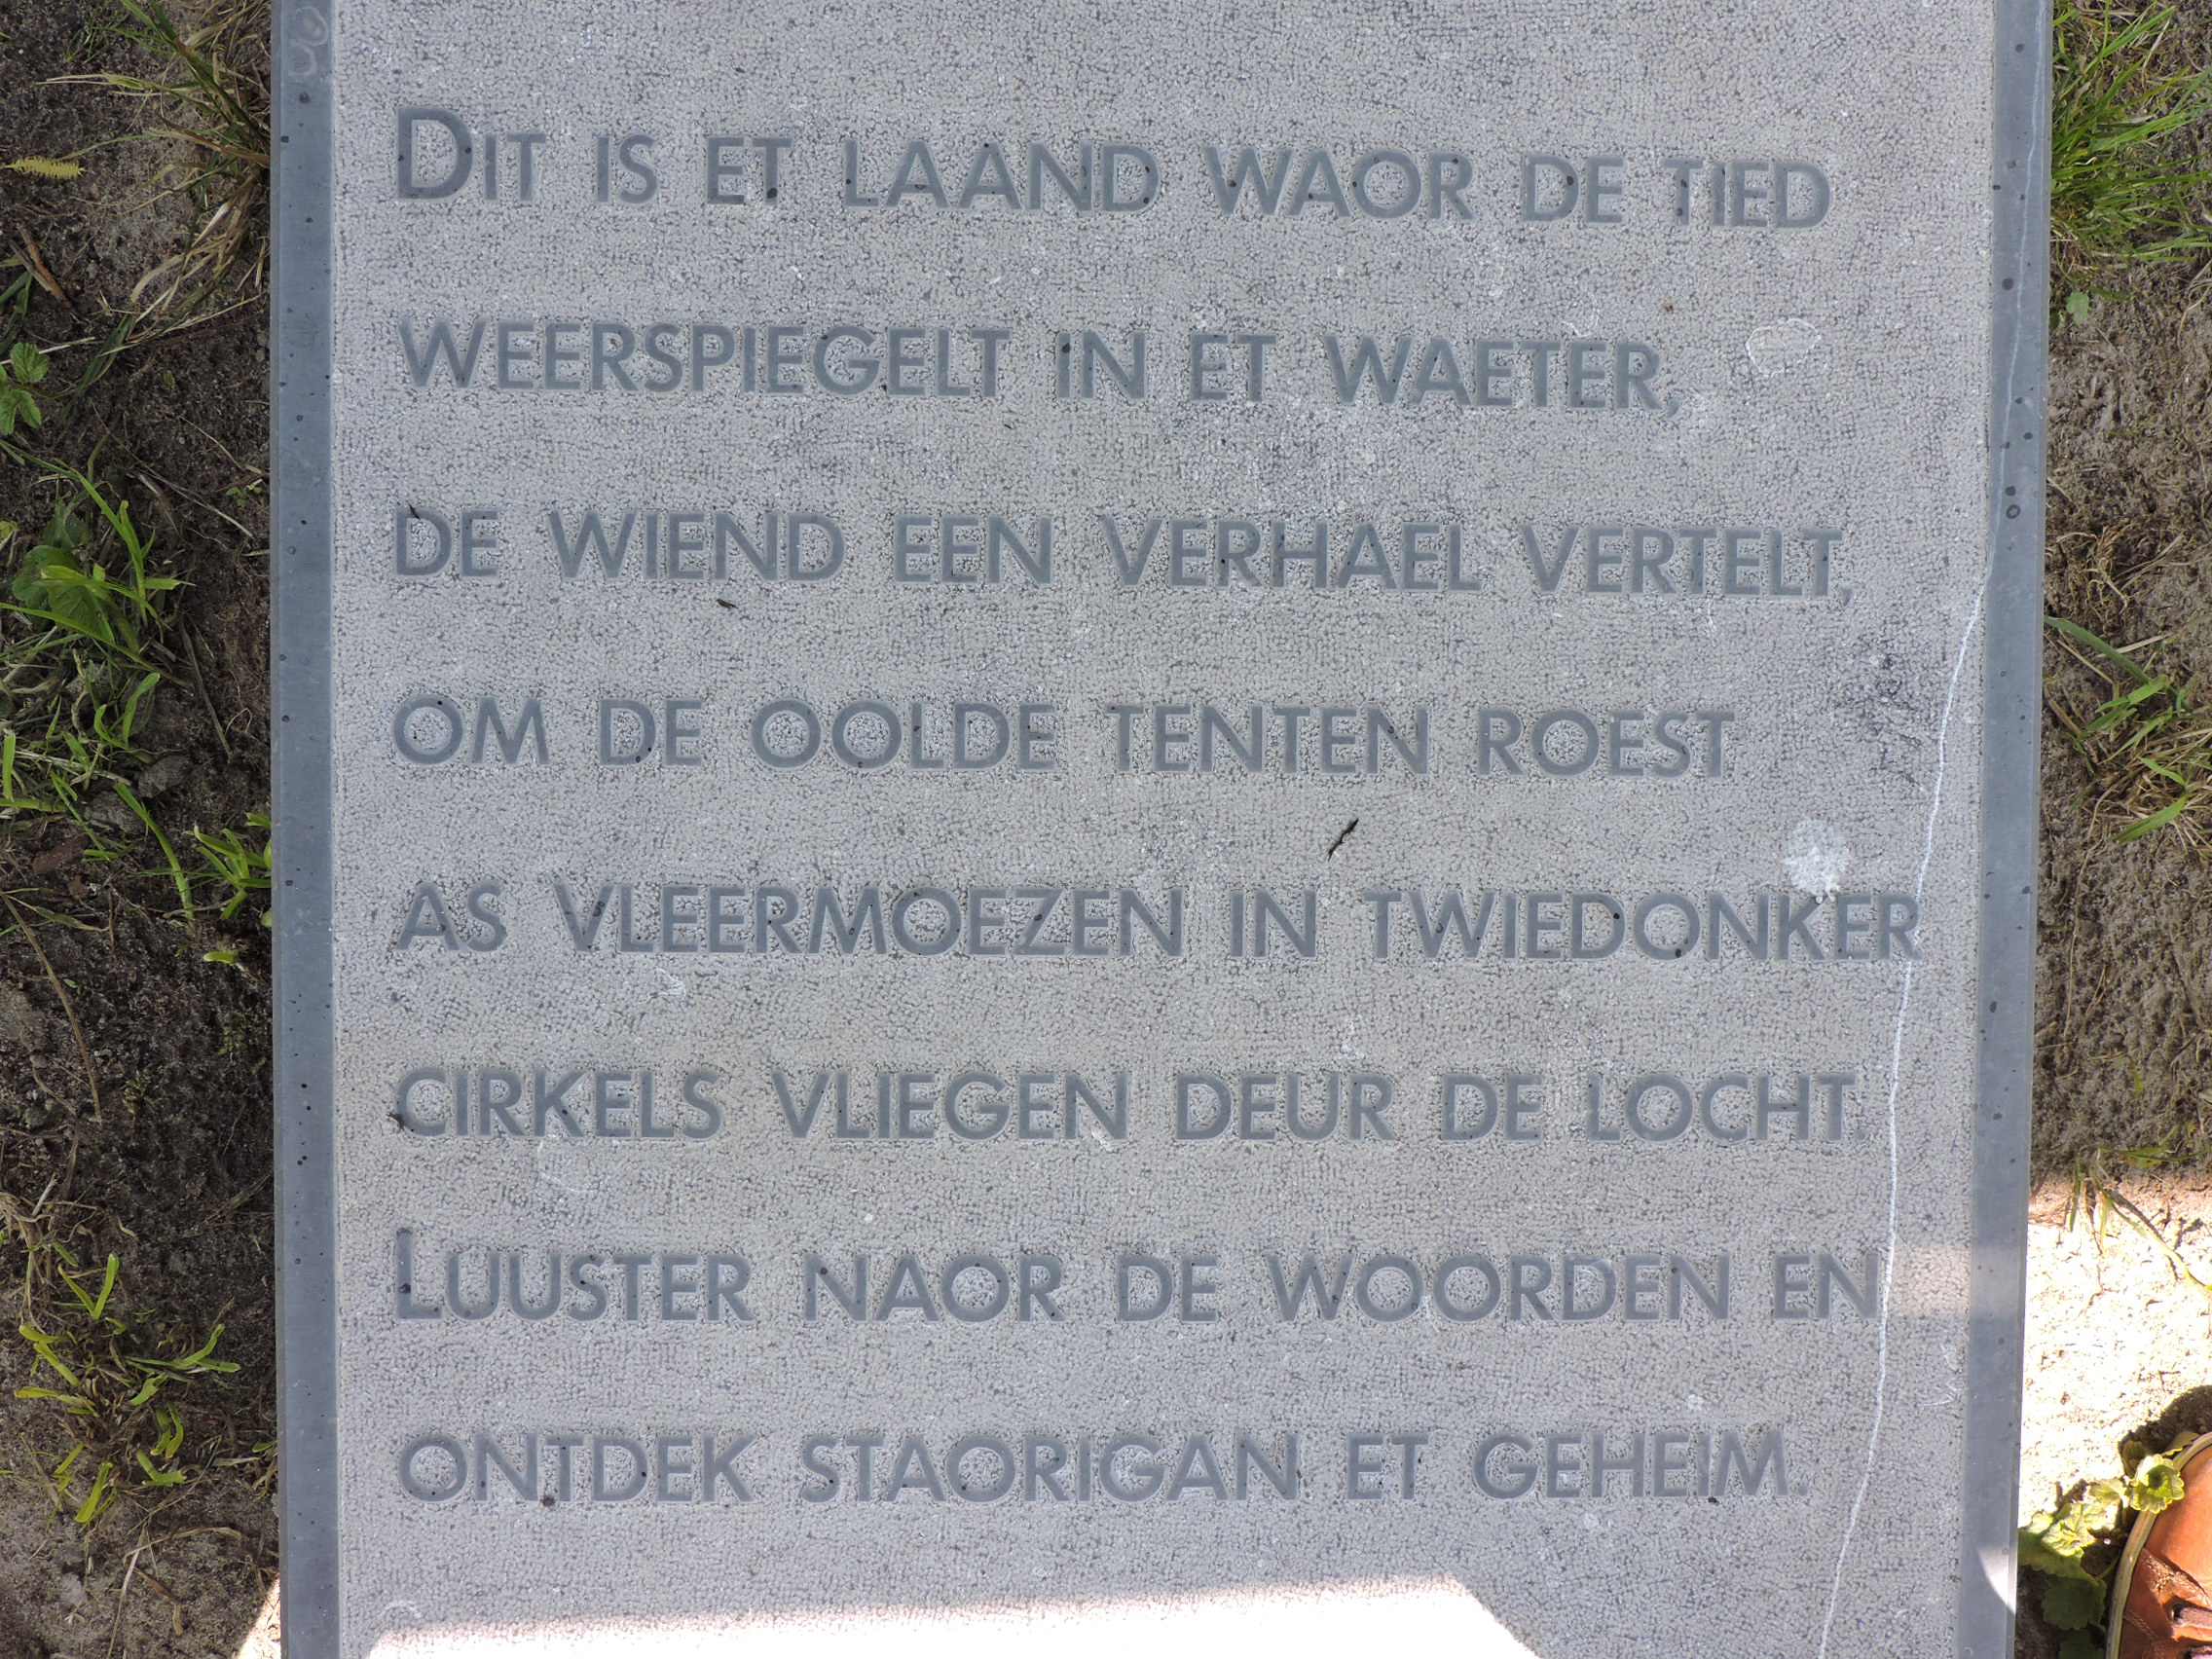 Dit is et laand waor de tied
weerspiegelt in et waeter,
de wiend een verhael vertelt,
om de oolde tenten roest
as vleermoezen in twiedonker
cirkels vliegen deur de locht.
Luuster naor de woorden en
ontdek staorigan et geheim.